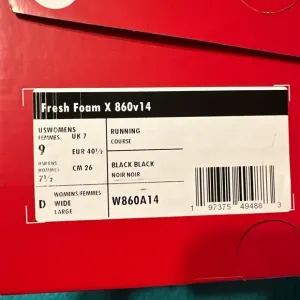 Fresh Foam X 860v14
US WOMENS
FEMMES
UK 7
9
EUR 40½
HOMMES
7½
CM 26
RUNNING
COURSE
BLACK BLACK
NOIR NOIR
D
WOMENS/FEMMES
WIDE
LARGE
W860A14
1 97375 49488 3